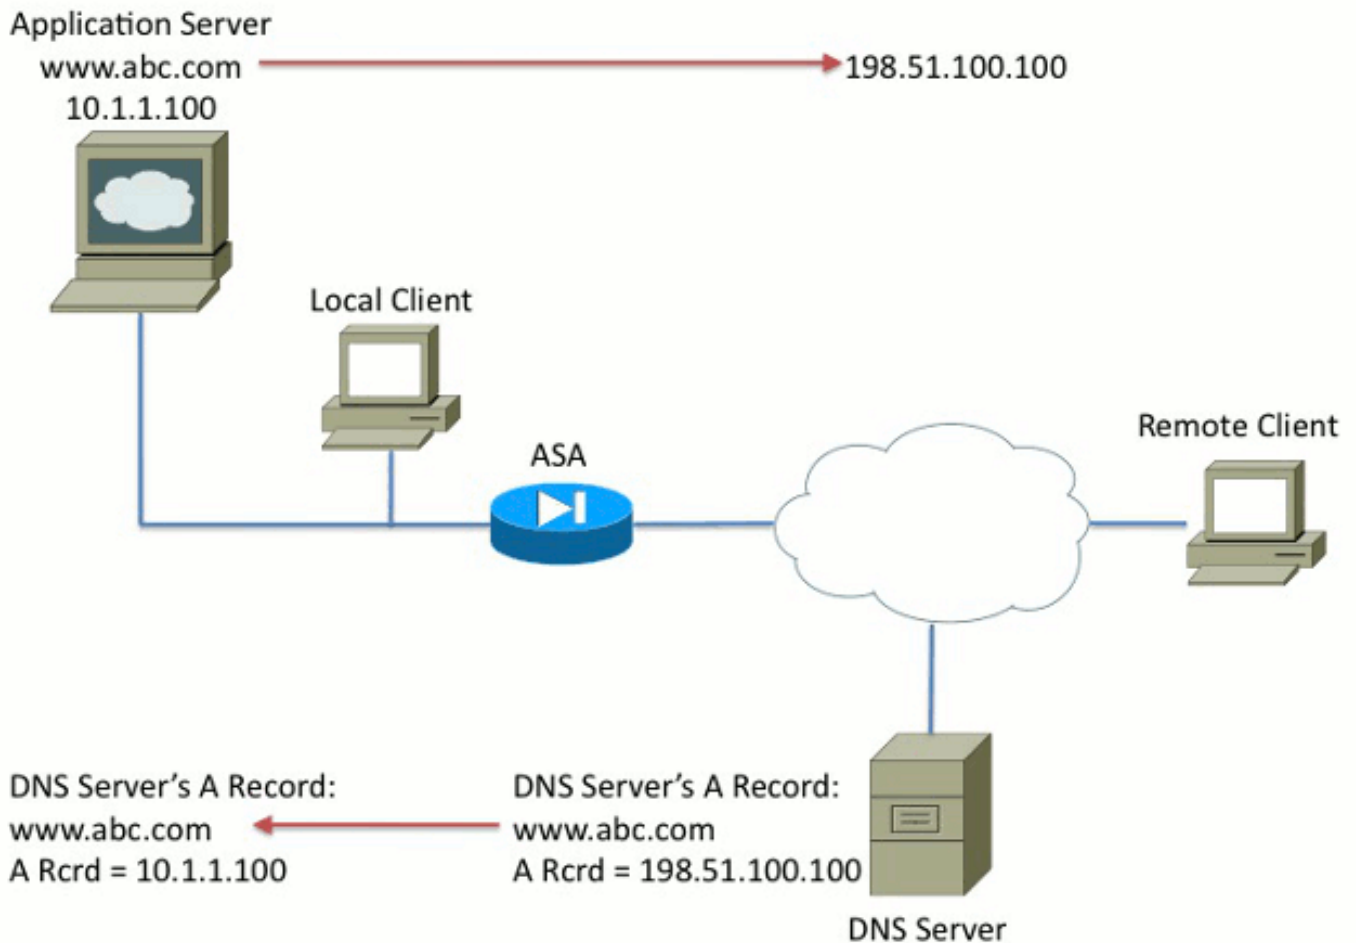 Application Server
www.abc.com
10.1.1.100
198.51.100.100
Local Client
ASA
Remote Client
DNS Server's A Record:
www.abc.com
A Rcrd = 10.1.1.100
DNS Server's A Record:
www.abc.com
A Rcrd = 198.51.100.100
DNS Server